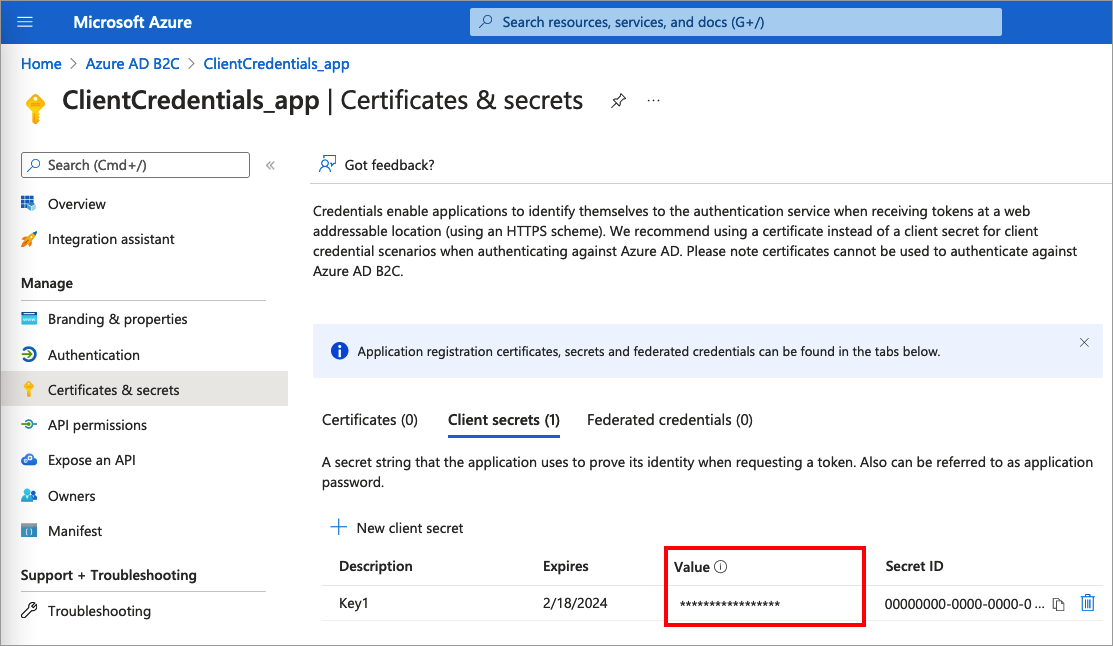 Microsoft Azure
Search resources, services, and docs (G+/)
Home > Azure AD B2C > ClientCredentials_app
ClientCredentials_app | Certificates & secrets ...
Search (Cmd+/) «
Overview
Integration assistant
Manage
Branding & properties
Authentication
Certificates & secrets
API permissions
Expose an API
Owners
Manifest
Support + Troubleshooting
Troubleshooting
Got feedback?
Credentials enable applications to identify themselves to the authentication service when receiving tokens at a web
addressable location (using an HTTPS scheme). We recommend using a certificate instead of a client secret for client
credential scenarios when authenticating against Azure AD. Please note certificates cannot be used to authenticate against
Azure AD B2C.
Application registration certificates, secrets and federated credentials can be found in the tabs below.
Certificates (0) Client secrets (1) Federated credentials (0)
A secret string that the application uses to prove its identity when requesting a token. Also can be referred to as application
password.
+ New client secret
Description Expires Value Secret ID
Key1 2/18/2024 ***************** 00000000-0000-0000-0 ...